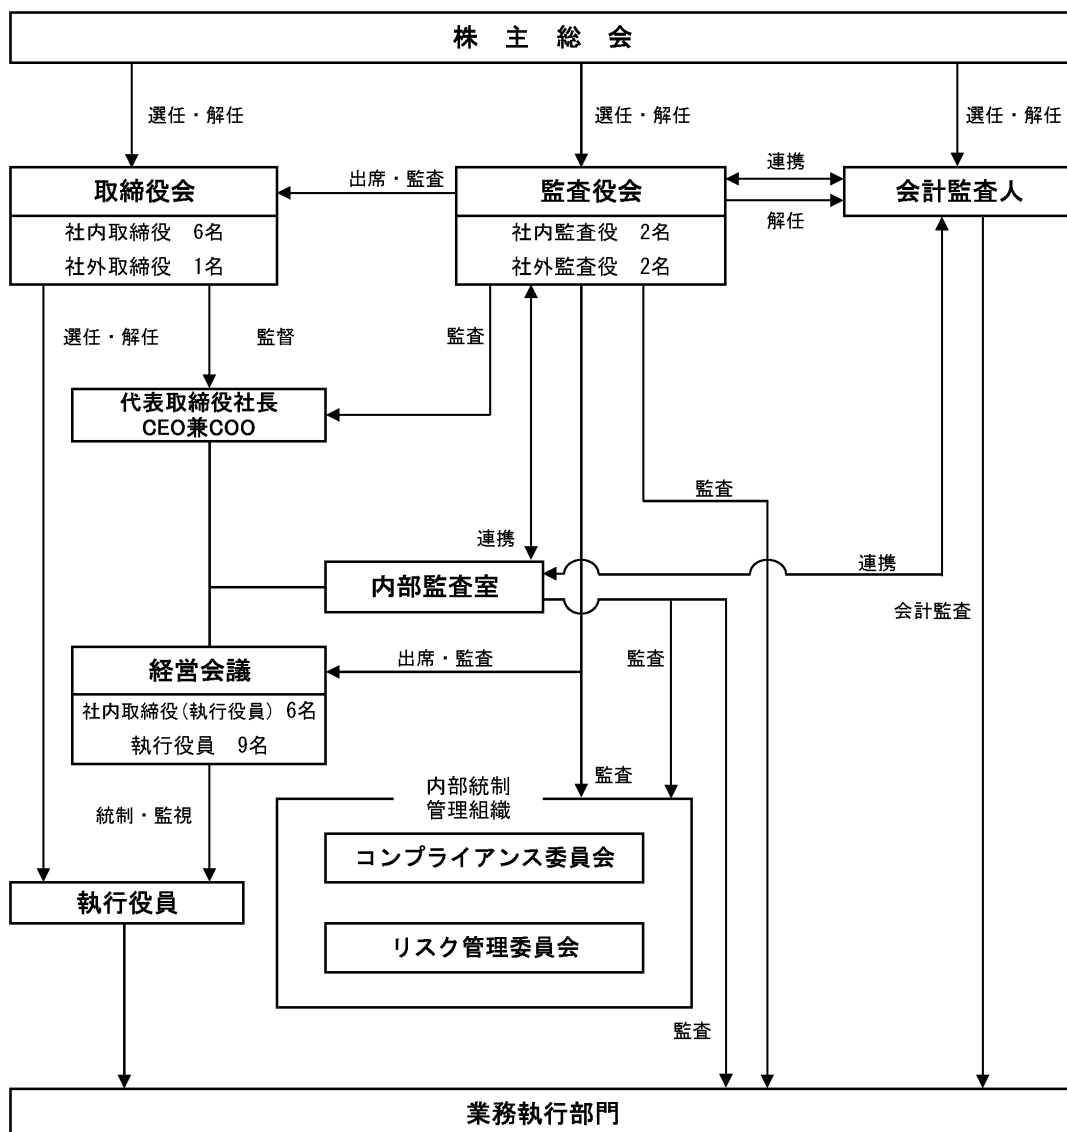 株 主 総 会
選任・解任
選任・解任
選任・解任
取締役会
社内取締役 6名
社外取締役 1名
出席・監査
監査役会
社内監査役 2名
社外監査役 2名
連携
解任
会計監査人
選任・解任
監督
監査
代表取締役社長
CEO兼COO
監査
連携
連携
内部監査室
会計監査
経営会議
社内取締役(執行役員) 6名
執行役員 9名
出席・監査
監査
監査
統制・監視
内部統制
管理組織
コンプライアンス委員会
執行役員
リスク管理委員会
監査
業務執行部門